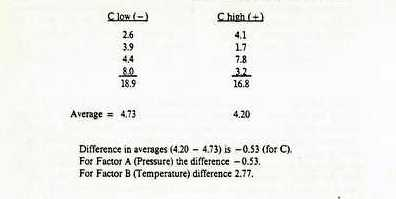 C low (−) C high (+)
2.6 4.1
3.9 1.7
4.4 7.8
8.0 3.2
18.9 16.8
Average = 4.73 4.20
Difference in averages (4.20 − 4.73) is −0.53 (for C).
For Factor A (Pressure) the difference −0.53.
For Factor B (Temperature) difference 2.77.